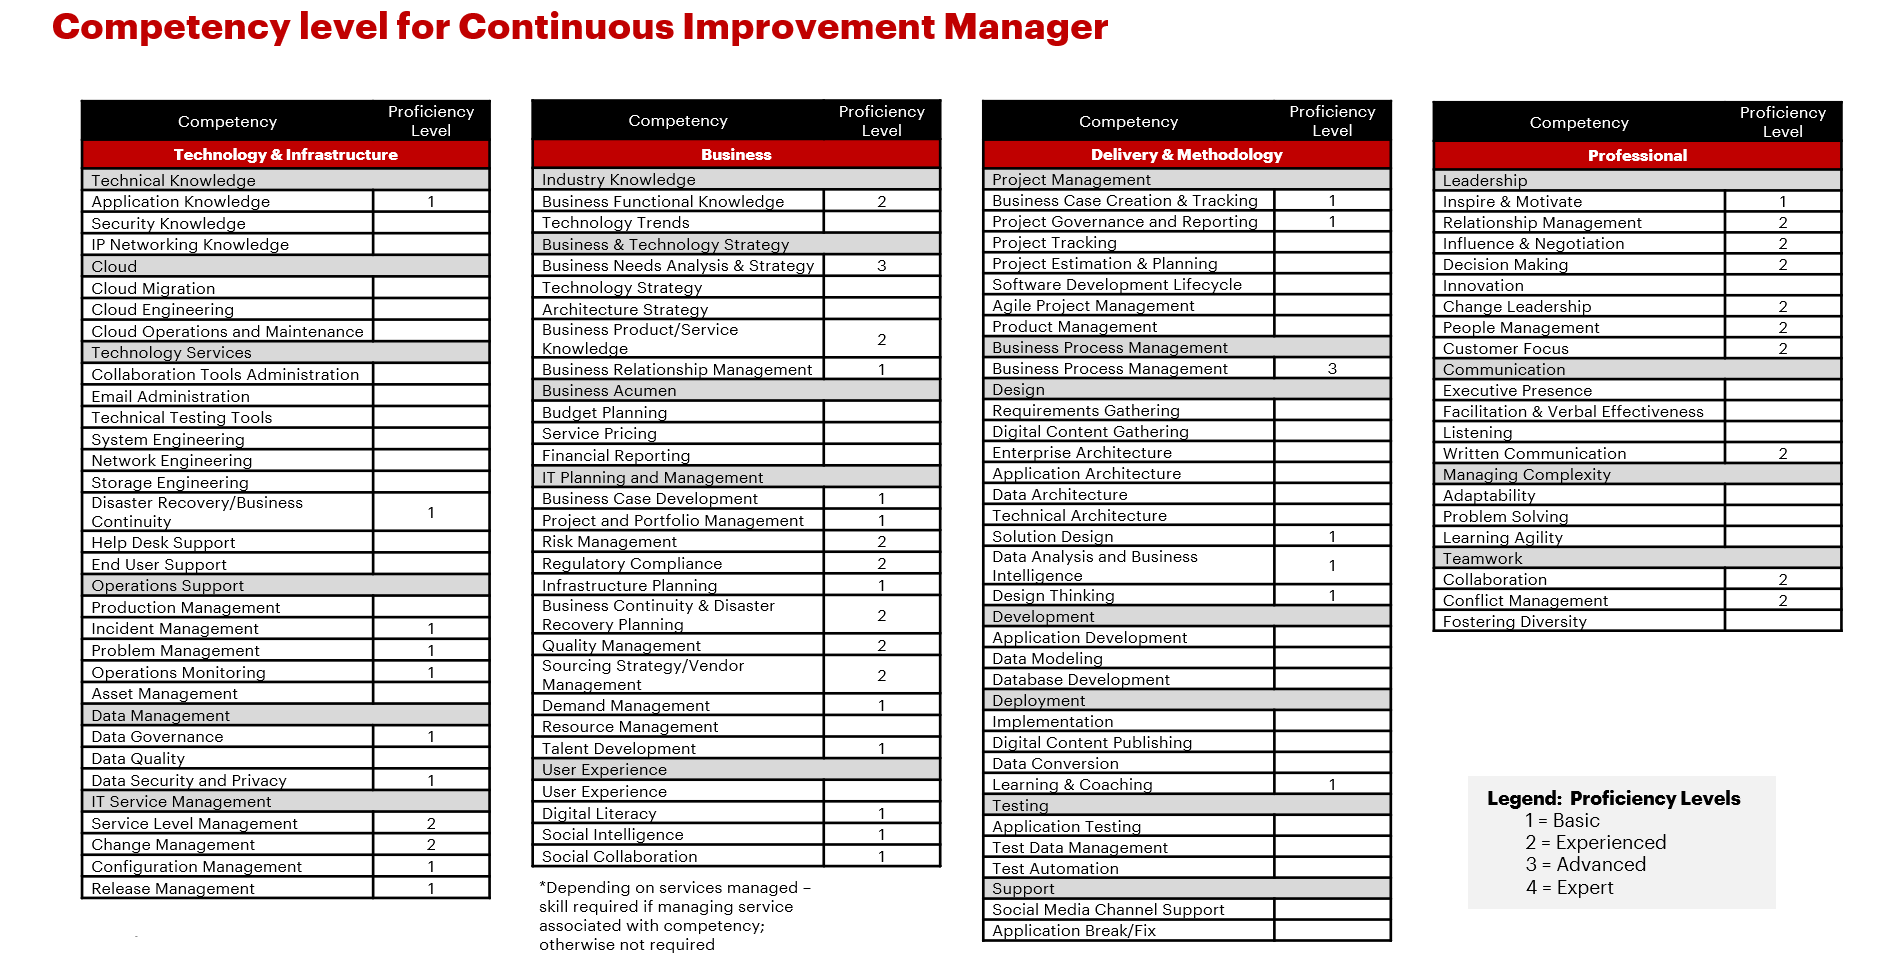 Competency level for Continuous Improvement Manager
Competency Proficiency Level
Technology & Infrastructure
Technical Knowledge
Application Knowledge 1
Security Knowledge
IP Networking Knowledge
Cloud
Cloud Migration
Cloud Engineering
Cloud Operations and Maintenance
Technology Services
Collaboration Tools Administration
Email Administration
Technical Testing Tools
System Engineering
Network Engineering
Storage Engineering
Disaster Recovery/Business
Continuity 1
Help Desk Support
End User Support
Operations Support
Production Management
Incident Management 1
Problem Management 1
Operations Monitoring 1
Asset Management
Data Management
Data Governance 1
Data Quality
Data Security and Privacy 1
IT Service Management
Service Level Management 2
Change Management 2
Configuration Management 1
Release Management 1
Competency Proficiency Level
Business
Industry Knowledge
Business Functional Knowledge 2
Technology Trends
Business & Technology Strategy
Business Needs Analysis & Strategy 3
Technology Strategy
Architecture Strategy
Business Product/Service
Knowledge 2
Business Relationship Management 1
Business Acumen
Budget Planning
Service Pricing
Financial Reporting
IT Planning and Management
Business Case Development 1
Project and Portfolio Management 1
Risk Management 2
Regulatory Compliance 2
Infrastructure Planning 1
Business Continuity & Disaster
Recovery Planning 2
Quality Management 2
Sourcing Strategy/Vendor
Management 2
Demand Management 1
Resource Management
Talent Development 1
User Experience
User Experience
Digital Literacy 1
Social Intelligence 1
Social Collaboration 1
*Depending on services managed –
skill required if managing service
associated with competency;
otherwise not required
Competency Proficiency Level
Delivery & Methodology
Project Management
Business Case Creation & Tracking 1
Project Governance and Reporting 1
Project Tracking
Project Estimation & Planning
Software Development Lifecycle
Agile Project Management
Product Management
Business Process Management
Business Process Management 3
Design
Requirements Gathering
Digital Content Gathering
Enterprise Architecture
Application Architecture
Data Architecture
Technical Architecture
Solution Design 1
Data Analysis and Business
Intelligence 1
Design Thinking 1
Development
Application Development
Data Modeling
Database Development
Deployment
Implementation
Digital Content Publishing
Data Conversion
Learning & Coaching 1
Testing
Application Testing
Test Data Management
Test Automation
Support
Social Media Channel Support
Application Break/Fix
Competency Proficiency Level
Professional
Leadership
Inspire & Motivate 1
Relationship Management 2
Influence & Negotiation 2
Decision Making 2
Innovation
Change Leadership 2
People Management 2
Customer Focus 2
Communication
Executive Presence
Facilitation & Verbal Effectiveness
Listening
Written Communication 2
Managing Complexity
Adaptability
Problem Solving
Learning Agility
Teamwork
Collaboration 2
Conflict Management 2
Fostering Diversity
Legend: Proficiency Levels
1 = Basic
2 = Experienced
3 = Advanced
4 = Expert